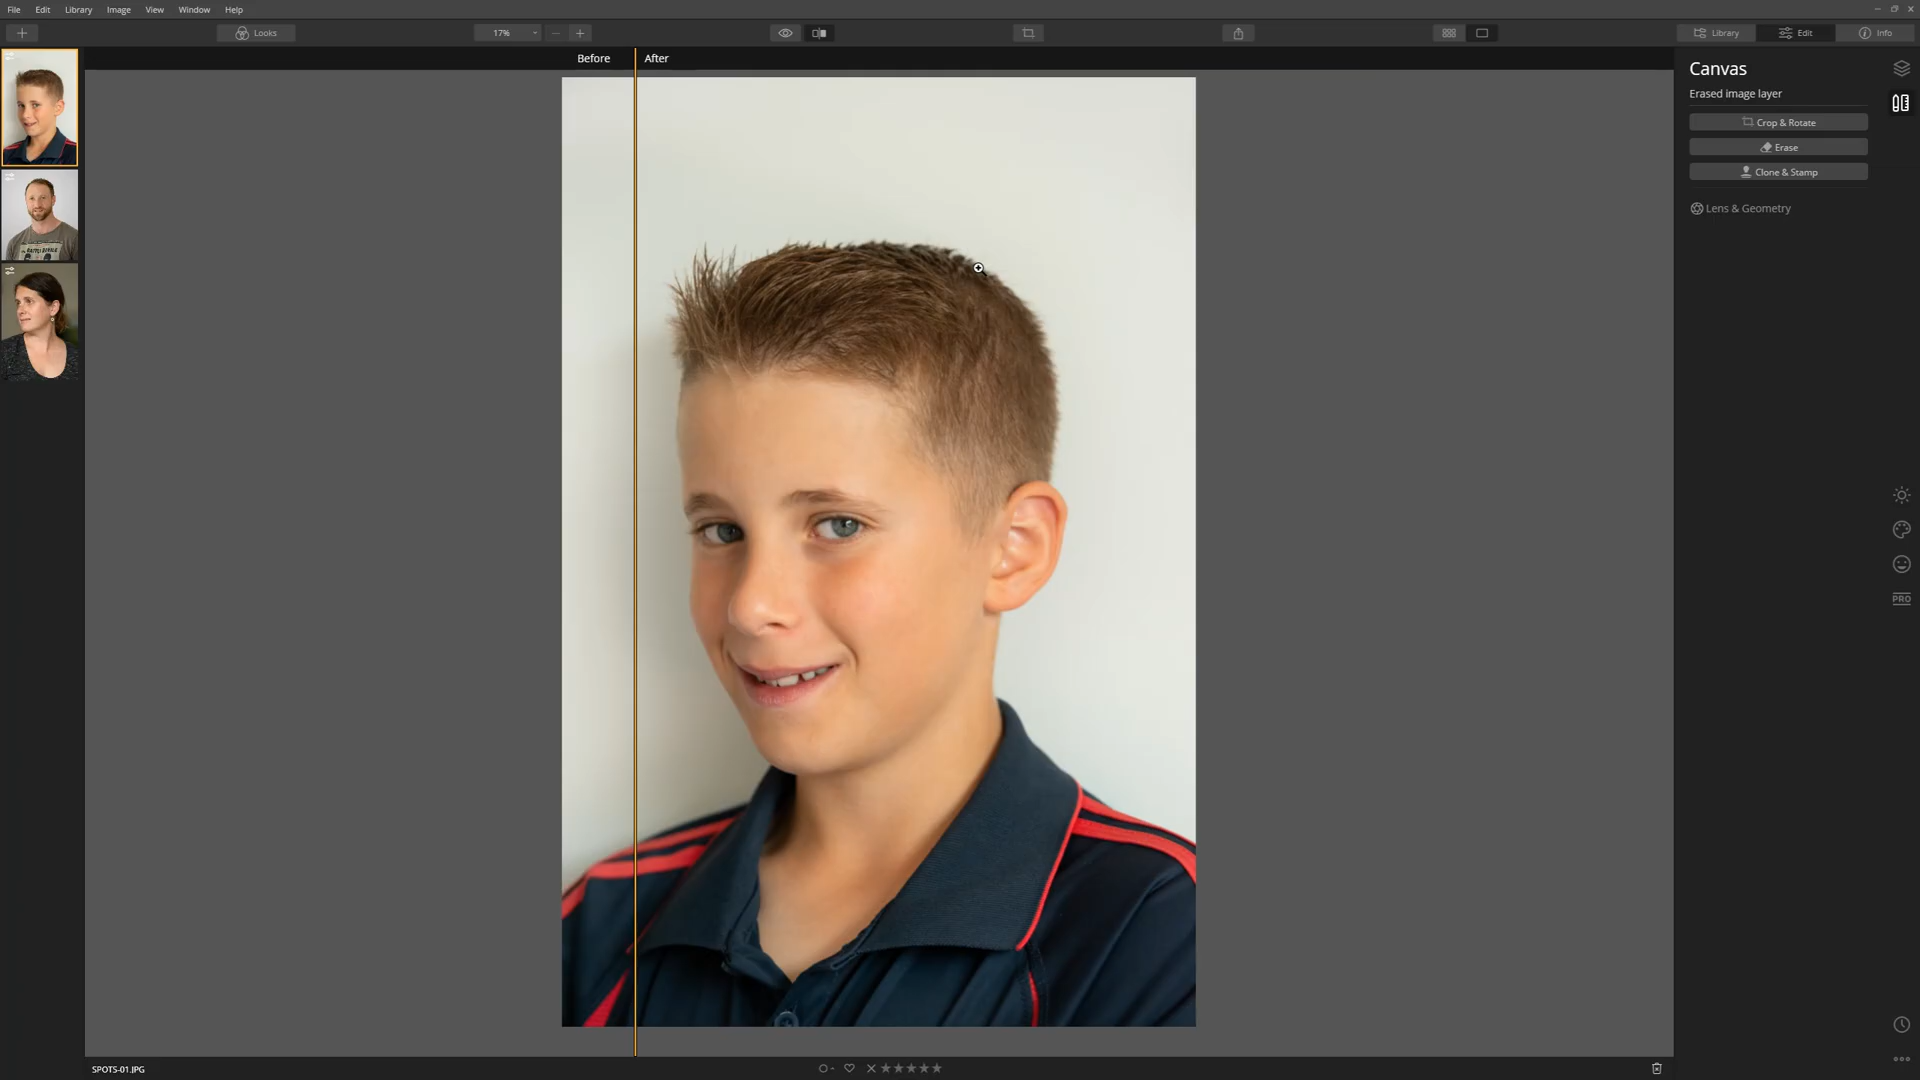 File Edit Library Image View Window Help
Looks 17% Library Edit Info
Before After
Canvas
Erased image layer
Crop & Rotate
Erase
Clone & Stamp
Lens & Geometry
PRO
SPOTS-01.JPG